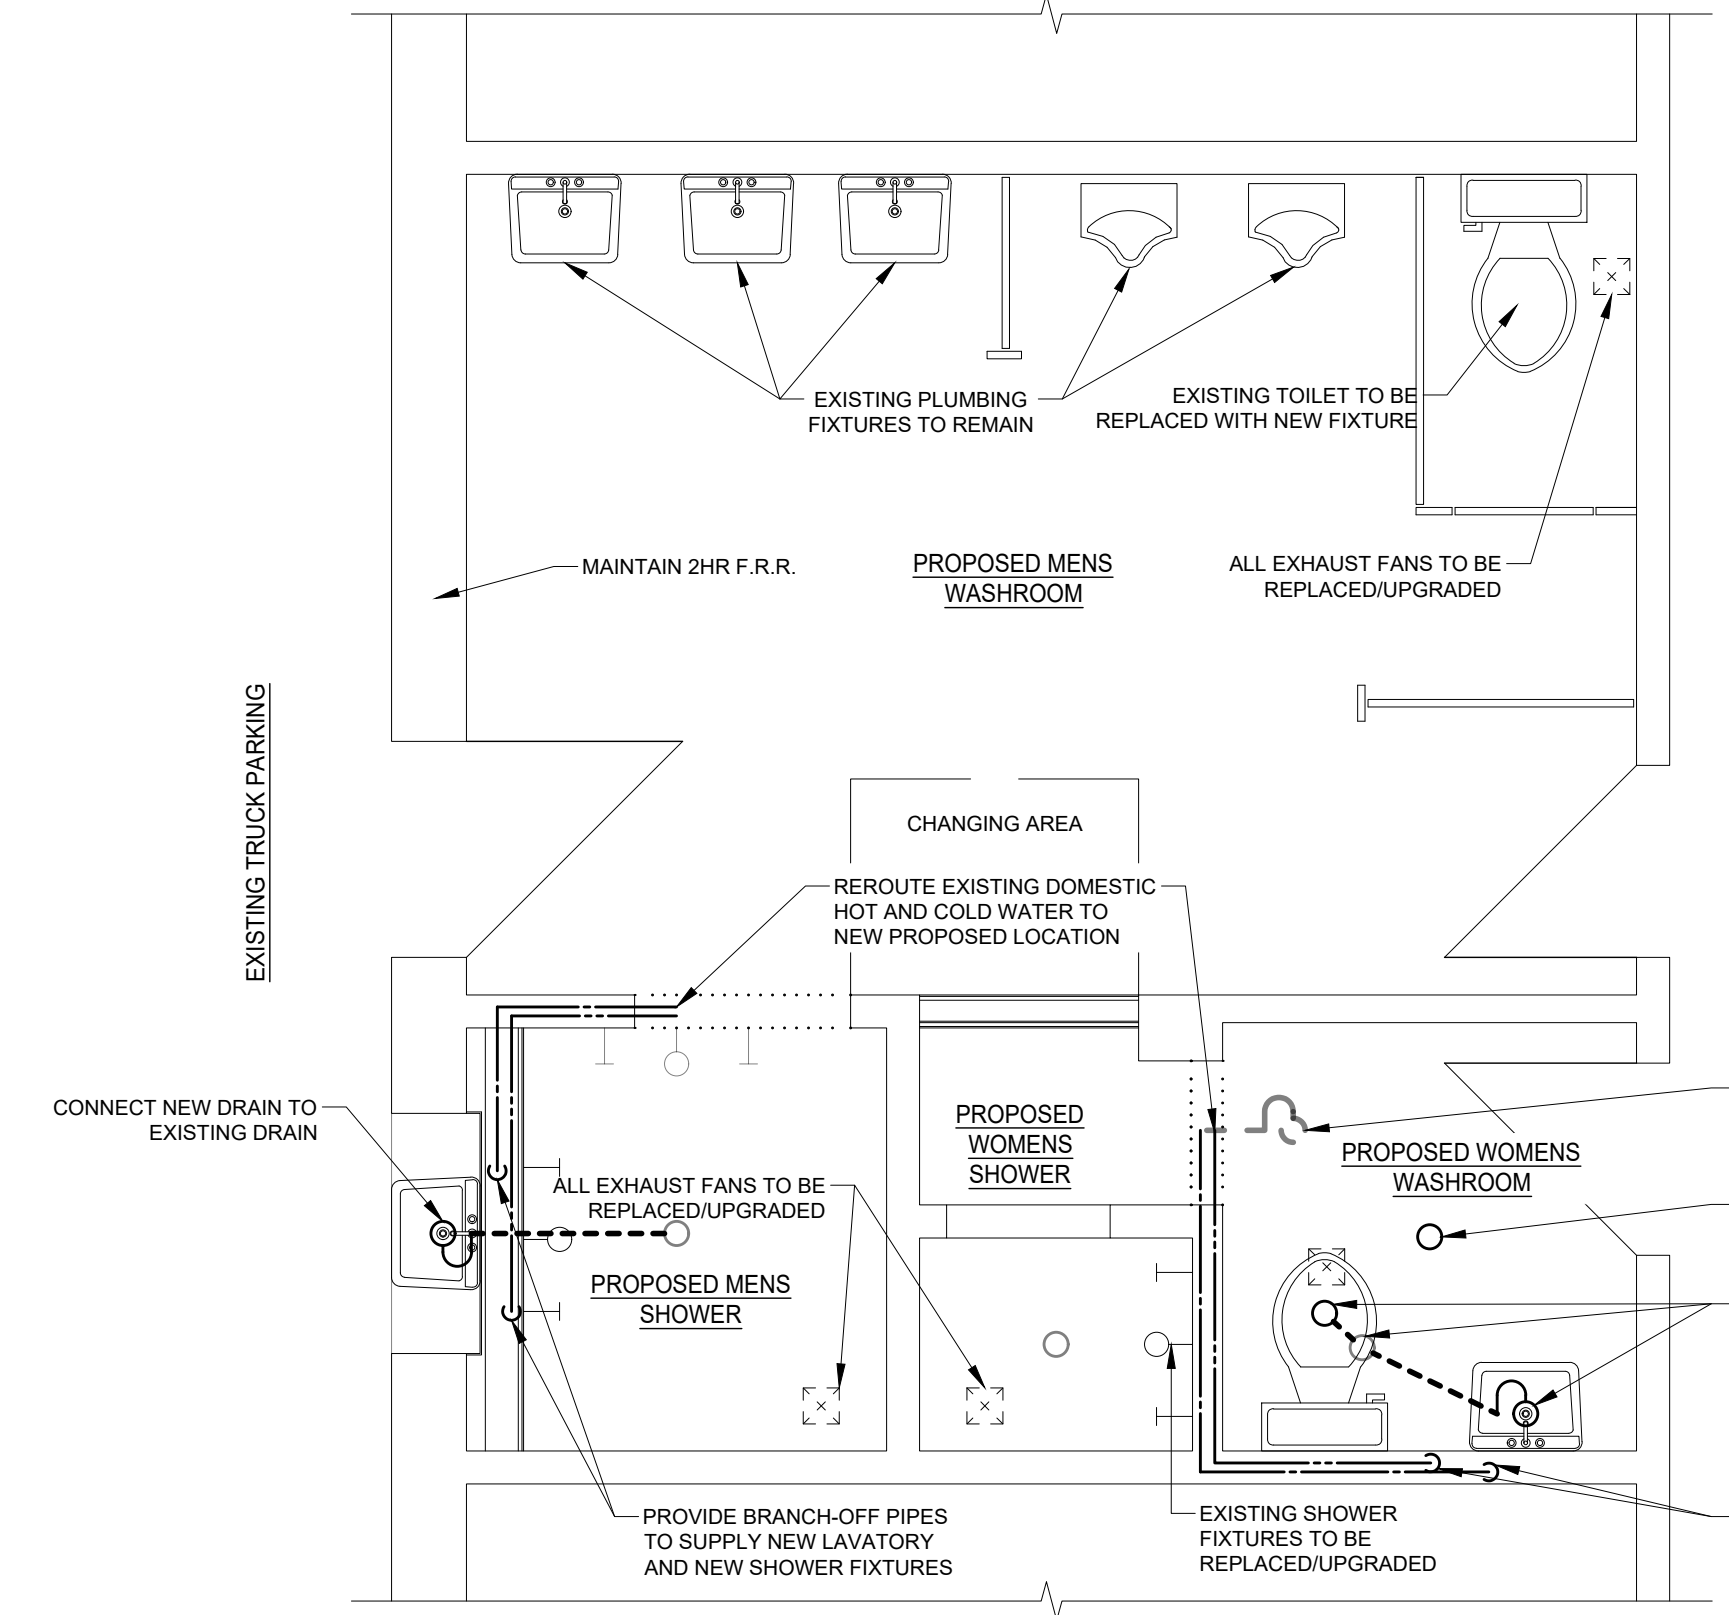 EXISTING PLUMBING
FIXTURES TO REMAIN
EXISTING TOILET TO BE
REPLACED WITH NEW FIXTURE
MAINTAIN 2HR F.R.R.
PROPOSED MENS
WASHROOM
ALL EXHAUST FANS TO BE
REPLACED/UPGRADED
EXISTING TRUCK PARKING
CHANGING AREA
REROUTE EXISTING DOMESTIC
HOT AND COLD WATER TO
NEW PROPOSED LOCATION
CONNECT NEW DRAIN TO
EXISTING DRAIN
ALL EXHAUST FANS TO BE
REPLACED/UPGRADED
PROPOSED MENS
SHOWER
PROPOSED
WOMENS
SHOWER
PROPOSED WOMENS
WASHROOM
PROVIDE BRANCH-OFF PIPES
TO SUPPLY NEW LAVATORY
AND NEW SHOWER FIXTURES
EXISTING SHOWER
FIXTURES TO BE
REPLACED/UPGRADED